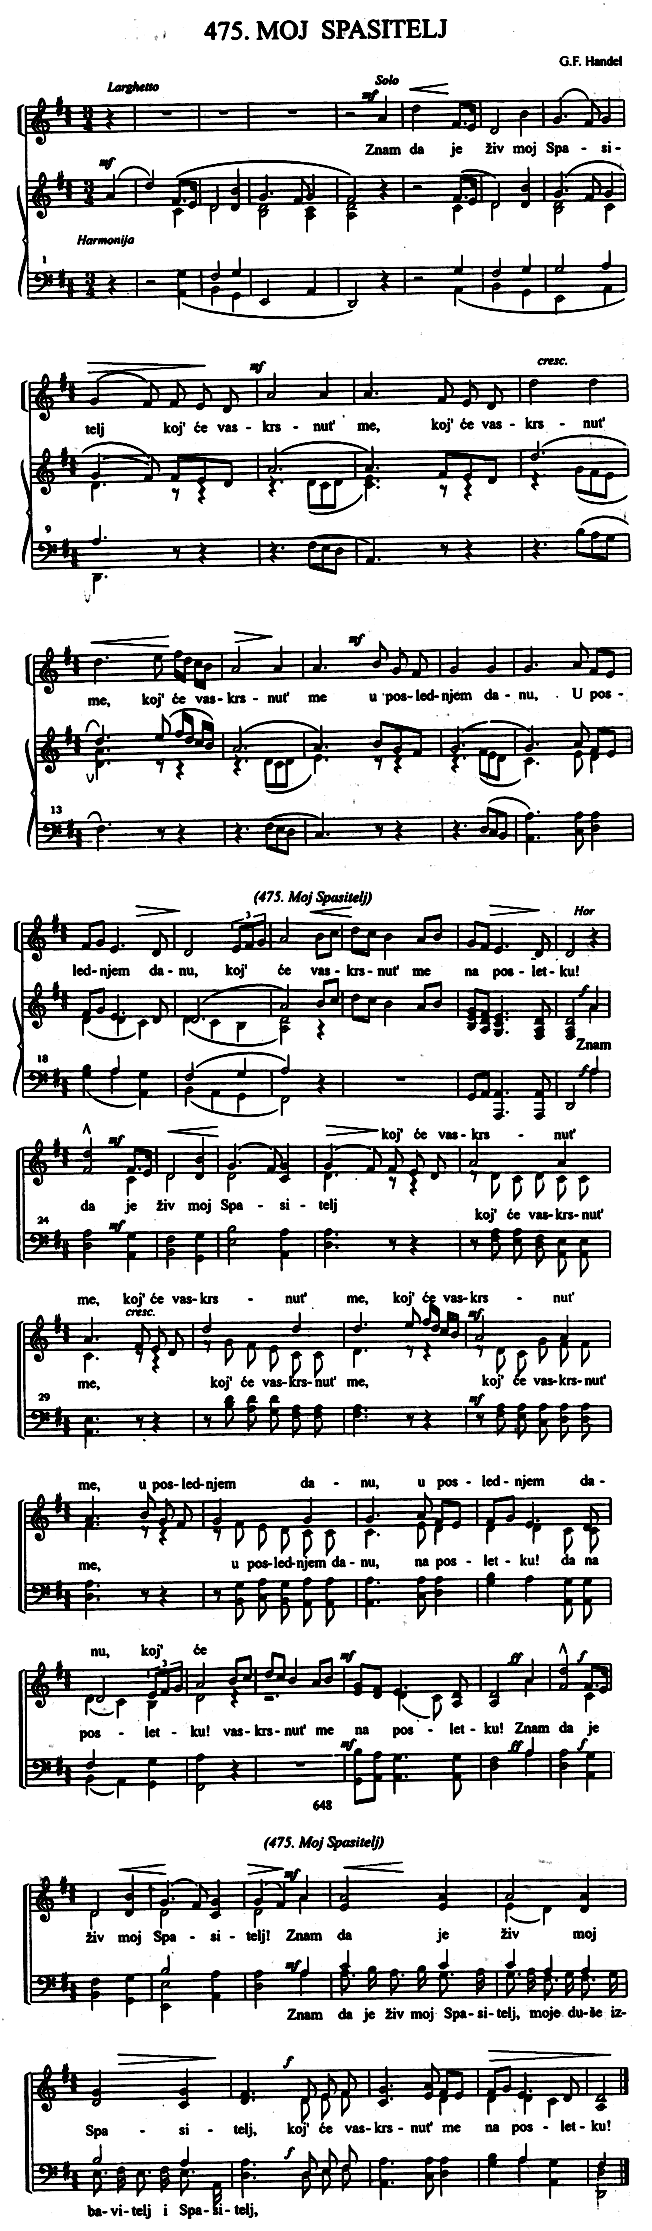 475. MOJ SPASITELJ
G.F. Handel
Larghetto
Solo
mf
Znam da je živ moj Spa - si -
mf
Harmonija
1
mf
cresc.
telj koj' će vas - krs - nut' me, koj' će vas - krs - nut'
9
mf
me, koj' će vas - krs - nut' me u pos - led - njem da - nu, U pos -
13
(475. Moj Spasitelj)
3
Hor
led - njem da - nu, koj' će vas - krs - nut' me na pos - let - ku!
f
Znam
18
f
mf
koj' će vas - krs - nut'
da je živ moj Spa - si - telj
koj' će vas - krs - nut'
24
mf
me, koj' će vas - krs - nut' me, koj' će vas - krs - nut'
cresc.
mf
me, koj' će vas - krs - nut' me, koj' će vas - krs - nut'
29
mf
me, u pos - led - njem da - nu, u pos - led - njem da -
me, u pos - led - njem da - nu, na pos - let - ku! da na
nu, koj' će
3
mf
ff
f
pos - let - ku! vas - krs - nut' me na pos - let - ku! Znam da je
mf
ff
f
648
(475. Moj Spasitelj)
mf
živ moj Spa - si - telj! Znam da je živ moj
mf
Znam da je živ moj Spa - si - telj, moje du - še iz-
f
Spa - si - telj, koj' će vas - krs - nut' me na pos - let - ku!
f
ba - vi - telj i Spa - si - telj,